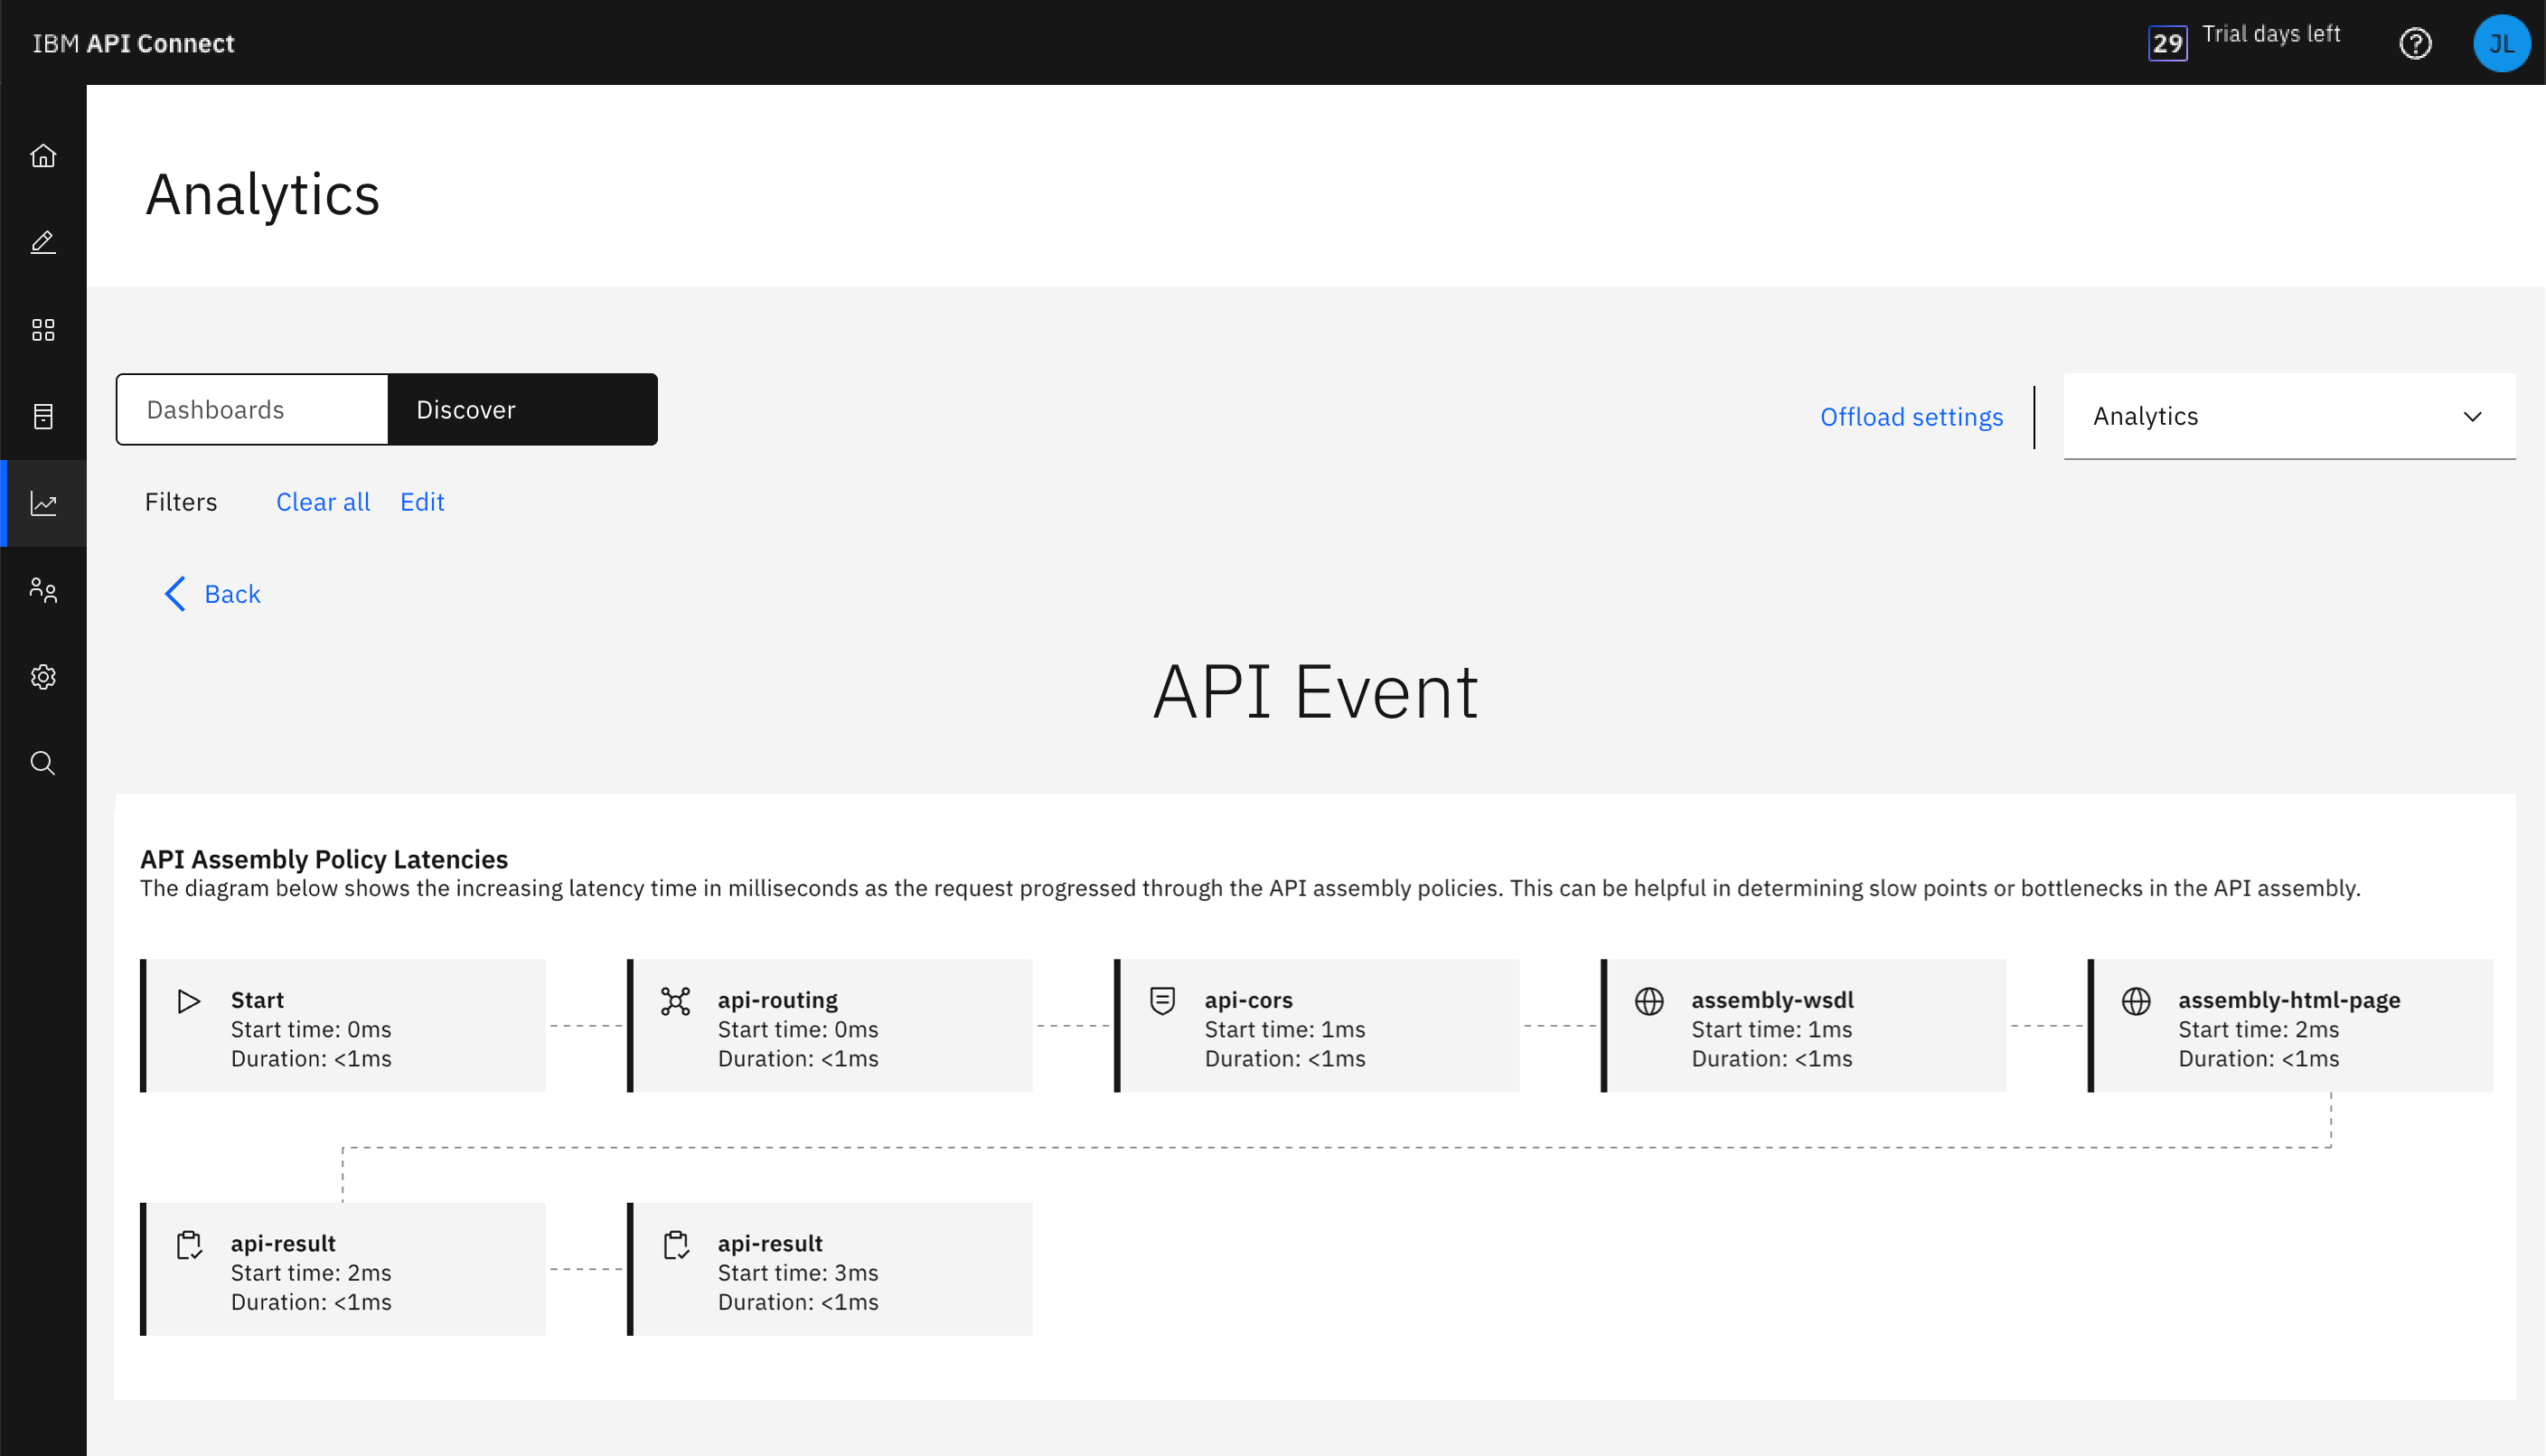 IBM API Connect
29 Trial days left
JL
Analytics
Dashboards Discover
Offload settings
Analytics
Filters Clear all Edit
Back
API Event
API Assembly Policy Latencies
The diagram below shows the increasing latency time in milliseconds as the request progressed through the API assembly policies. This can be helpful in determining slow points or bottlenecks in the API assembly.
Start
Start time: 0ms
Duration: <1ms
api-routing
Start time: 0ms
Duration: <1ms
api-cors
Start time: 1ms
Duration: <1ms
assembly-wsdl
Start time: 1ms
Duration: <1ms
assembly-html-page
Start time: 2ms
Duration: <1ms
api-result
Start time: 2ms
Duration: <1ms
api-result
Start time: 3ms
Duration: <1ms